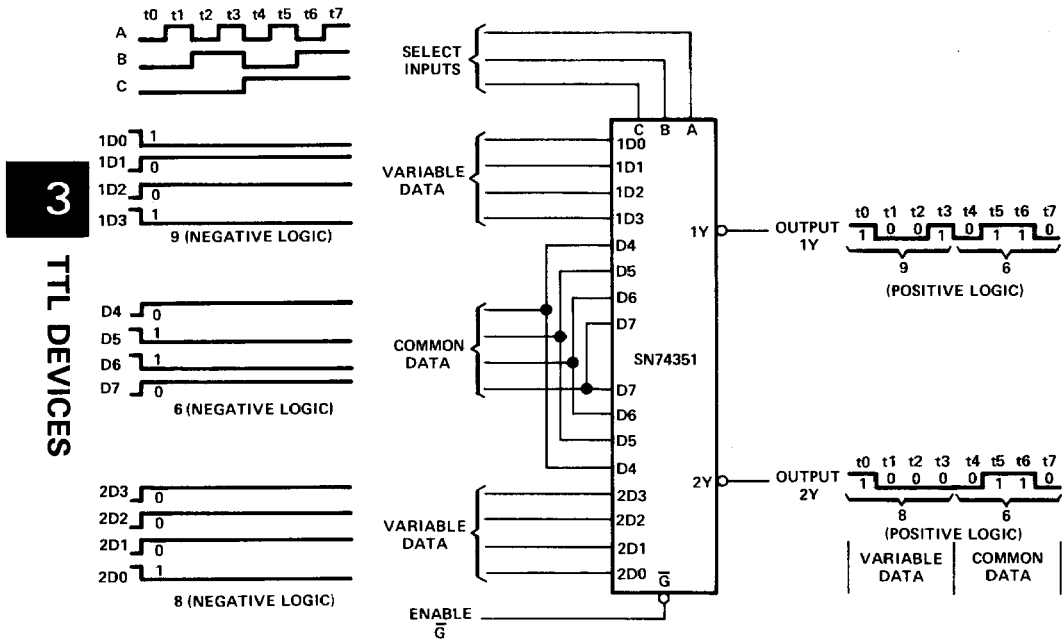 t0 t1 t2 t3 t4 t5 t6 t7
A
B
C
SELECT
INPUTS
C B A
1D0 1
1D1 0
1D2 0
1D3 1
9 (NEGATIVE LOGIC)
3
TTL DEVICES
D4 0
D5 1
D6 1
D7 0
6 (NEGATIVE LOGIC)
2D3 0
2D2 0
2D1 0
2D0 1
8 (NEGATIVE LOGIC)
VARIABLE
DATA
COMMON
DATA
VARIABLE
DATA
ENABLE
G̅
1D0
1D1
1D2
1D3
D4
D5
D6
D7
SN74351
D7
D6
D5
D4
2D3
2D2
2D1
2D0
G̅
1Y
2Y
OUTPUT
1Y
t0 t1 t2 t3 t4 t5 t6 t7
1 0 0 1 0 1 1 0
9 6
(POSITIVE LOGIC)
OUTPUT
2Y
t0 t1 t2 t3 t4 t5 t6 t7
1 0 0 0 0 1 1 0
8 6
(POSITIVE LOGIC)
VARIABLE
DATA
COMMON
DATA